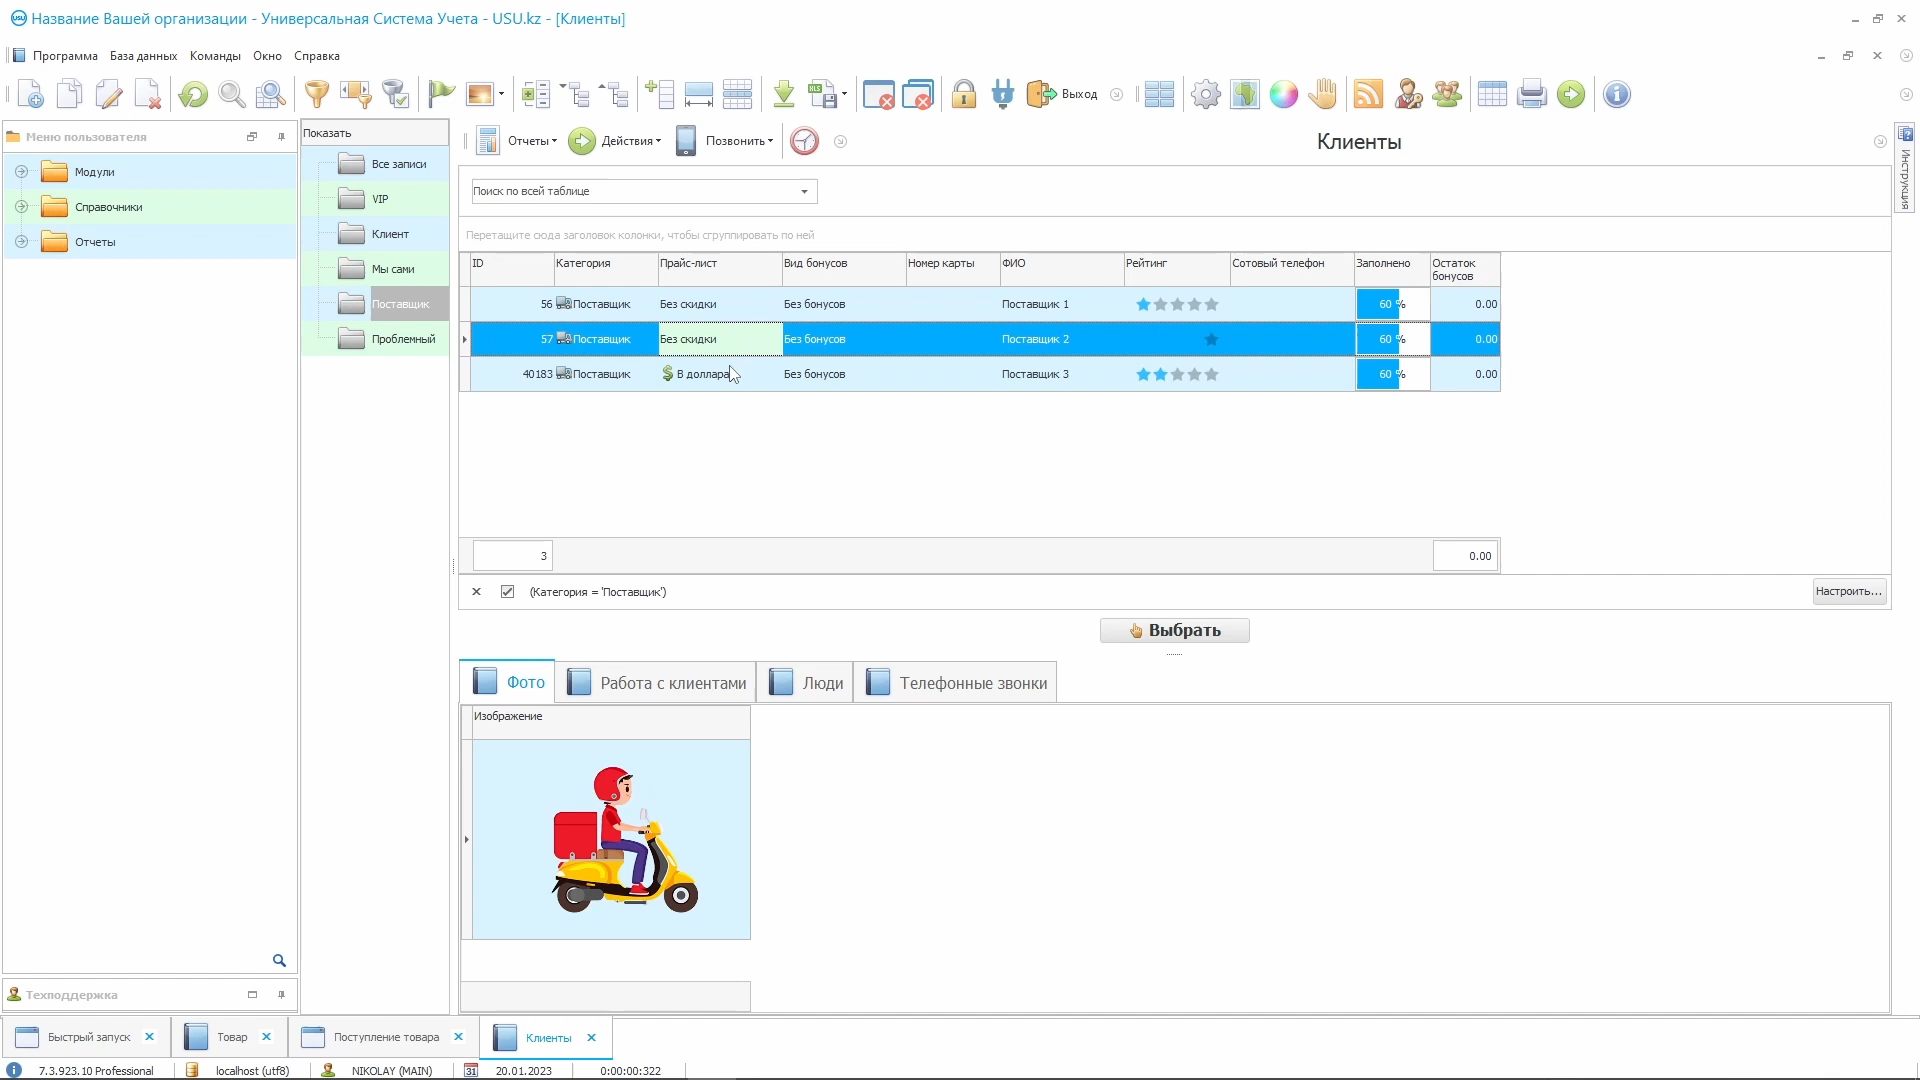 Название Вашей организации - Универсальная Система Учета - USU.kz - [Клиенты]
Программа База данных Команды Окно Справка
Выход
Меню пользователя
Модули
Справочники
Отчеты
Показать
Все записи
VIP
Клиент
Мы сами
Поставщик
Проблемный
Отчеты Действия Позвонить
Клиенты
Инструкция
Поиск по всей таблице
Перетащите сюда заголовок колонки, чтобы сгруппировать по ней
ID Категория Прайс-лист Вид бонусов Номер карты ФИО Рейтинг Сотовый телефон Заполнено Остаток бонусов
56 Поставщик Без скидки Без бонусов Поставщик 1 60 % 0.00
57 Поставщик Без скидки Без бонусов Поставщик 2 60 % 0.00
40183 Поставщик $ В доллара Без бонусов Поставщик 3 60 % 0.00
3 0.00
(Категория = 'Поставщик')
Настроить...
Выбрать
Фото Работа с клиентами Люди Телефонные звонки
Изображение
Техподдержка
Быстрый запуск Товар Поступление товара Клиенты
7.3.923.10 Professional localhost (utf8) NIKOLAY (MAIN) 31 20.01.2023 0:00:00:322